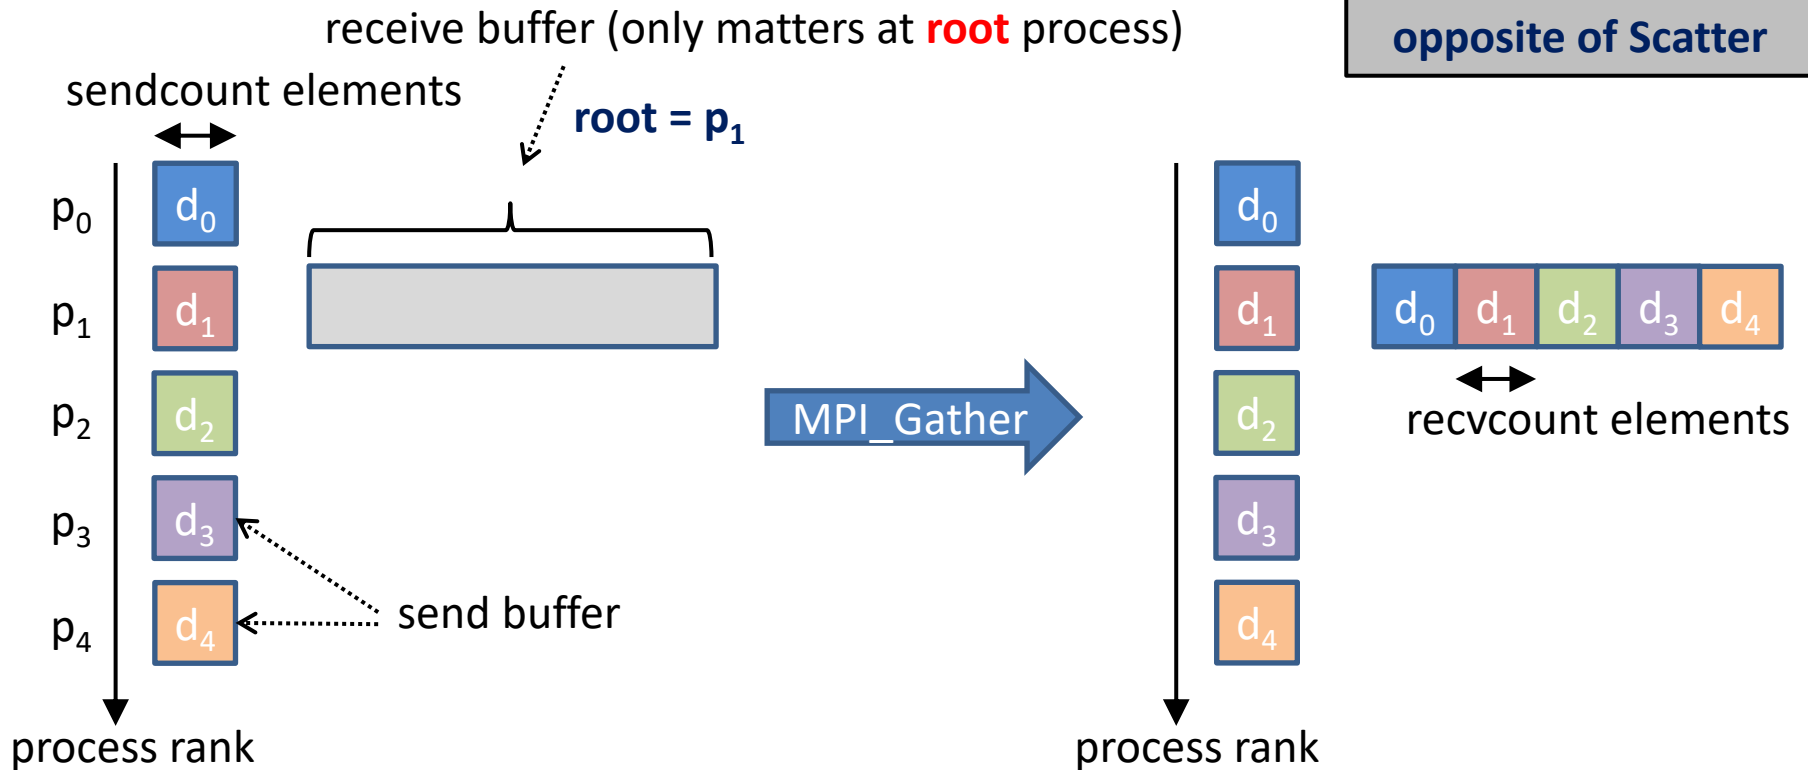 receive buffer (only matters at root process)
opposite of Scatter
sendcount elements
root = p₁
p₀
d₀
d₀
p₁
d₁
d₁
d₀ d₁ d₂ d₃ d₄
p₂
d₂
MPI_Gather
d₂
recvcount elements
p₃
d₃
d₃
p₄
d₄
send buffer
d₄
process rank
process rank